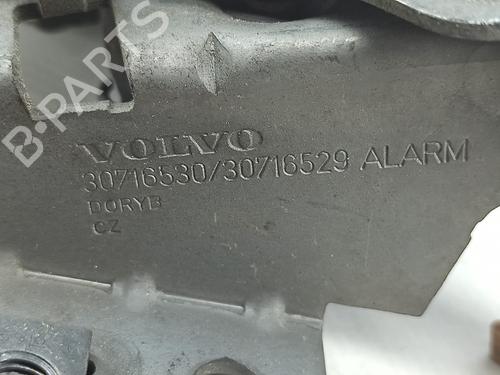 B-PARTS
VOLVO
30716530/30716529 ALARM
DORYB
CZ